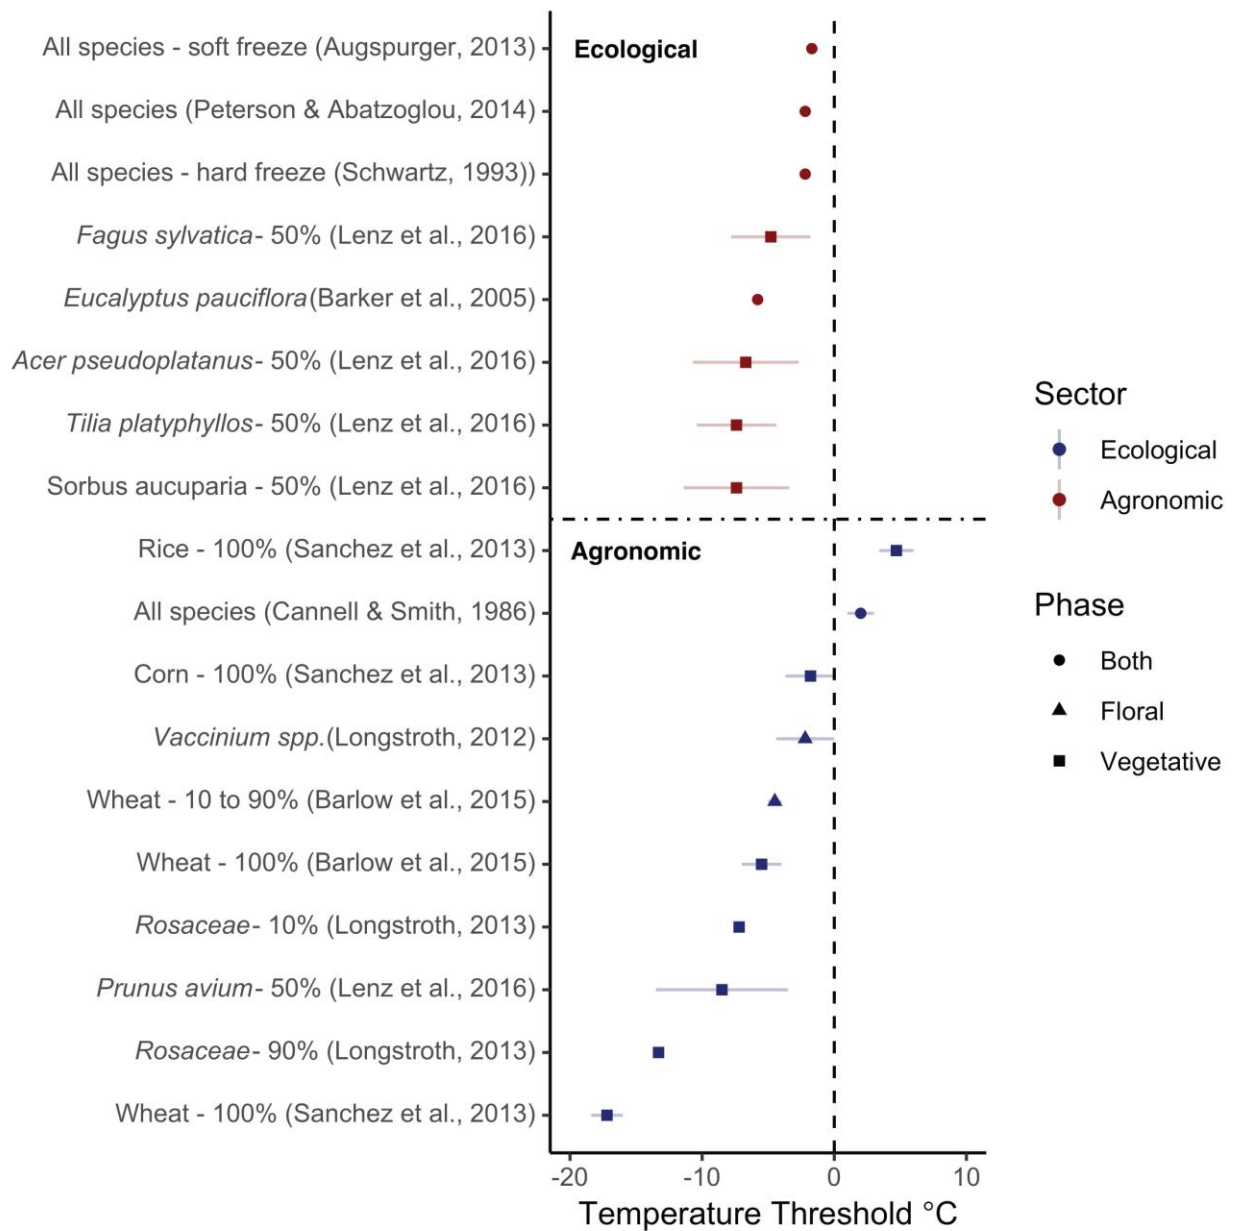 All species - soft freeze (Augspurger, 2013)
Ecological
All species (Peterson & Abatzoglou, 2014)
All species - hard freeze (Schwartz, 1993))
Fagus sylvatica- 50% (Lenz et al., 2016)
Eucalyptus pauciflora(Barker et al., 2005)
Acer pseudoplatanus- 50% (Lenz et al., 2016)
Tilia platyphyllos- 50% (Lenz et al., 2016)
Sorbus aucuparia - 50% (Lenz et al., 2016)
Rice - 100% (Sanchez et al., 2013)
Agronomic
All species (Cannell & Smith, 1986)
Corn - 100% (Sanchez et al., 2013)
Vaccinium spp.(Longstroth, 2012)
Wheat - 10 to 90% (Barlow et al., 2015)
Wheat - 100% (Barlow et al., 2015)
Rosaceae- 10% (Longstroth, 2013)
Prunus avium- 50% (Lenz et al., 2016)
Rosaceae- 90% (Longstroth, 2013)
Wheat - 100% (Sanchez et al., 2013)
-20 -10 0 10
Temperature Threshold °C
Sector
Ecological
Agronomic
Phase
Both
Floral
Vegetative